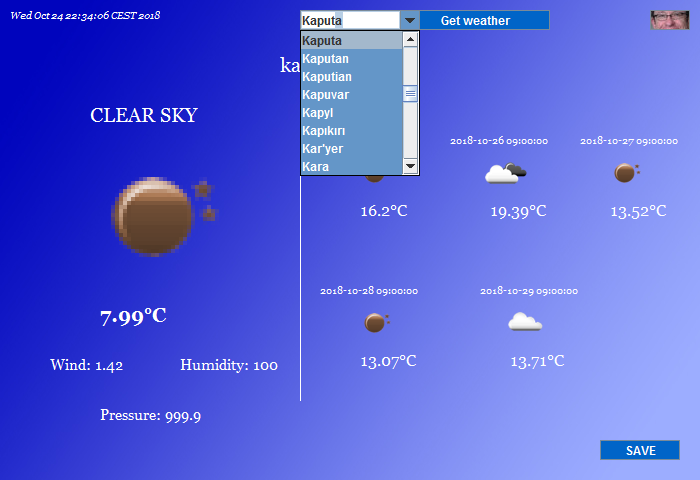 Wed Oct 24 22:34:06 CEST 2018
Kaputa
Get weather
ka
Kaputa
Kaputan
Kaputian
Kapuvar
Kapyl
Kapıkırı
Kar'yer
Kara
CLEAR SKY
7.99°C
Wind: 1.42
Humidity: 100
Pressure: 999.9
2018-10-26 09:00:00
2018-10-27 09:00:00
16.2°C
19.39°C
13.52°C
2018-10-28 09:00:00
2018-10-29 09:00:00
13.07°C
13.71°C
SAVE